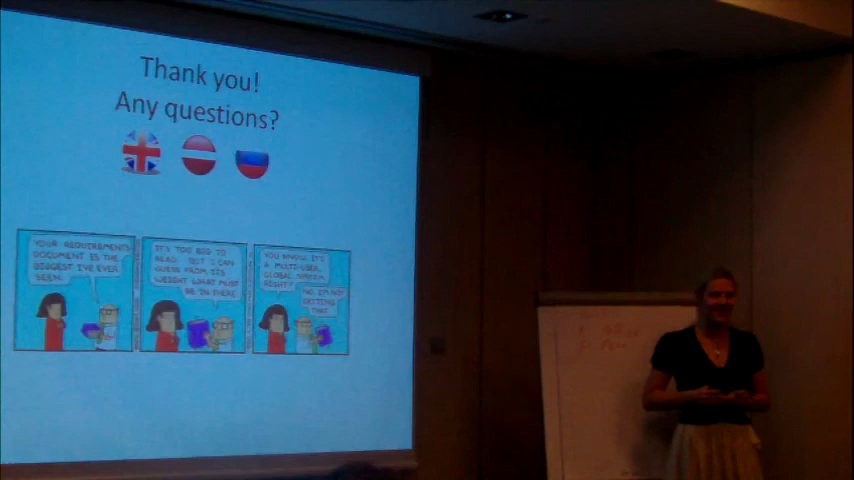 Thank you!
Any questions?
YOUR REQUIREMENTS
DOCUMENT IS THE
BIGGEST I'VE EVER
SEEN.
IT'S TOO BIG TO
READ. BUT I CAN
GUESS FROM ITS
WEIGHT WHAT MUST
BE IN THERE
YOU KNOW IT'S
A MULTI-USER,
GLOBAL SYSTEM,
RIGHT?
NO. I'M NOT
GETTING
THAT